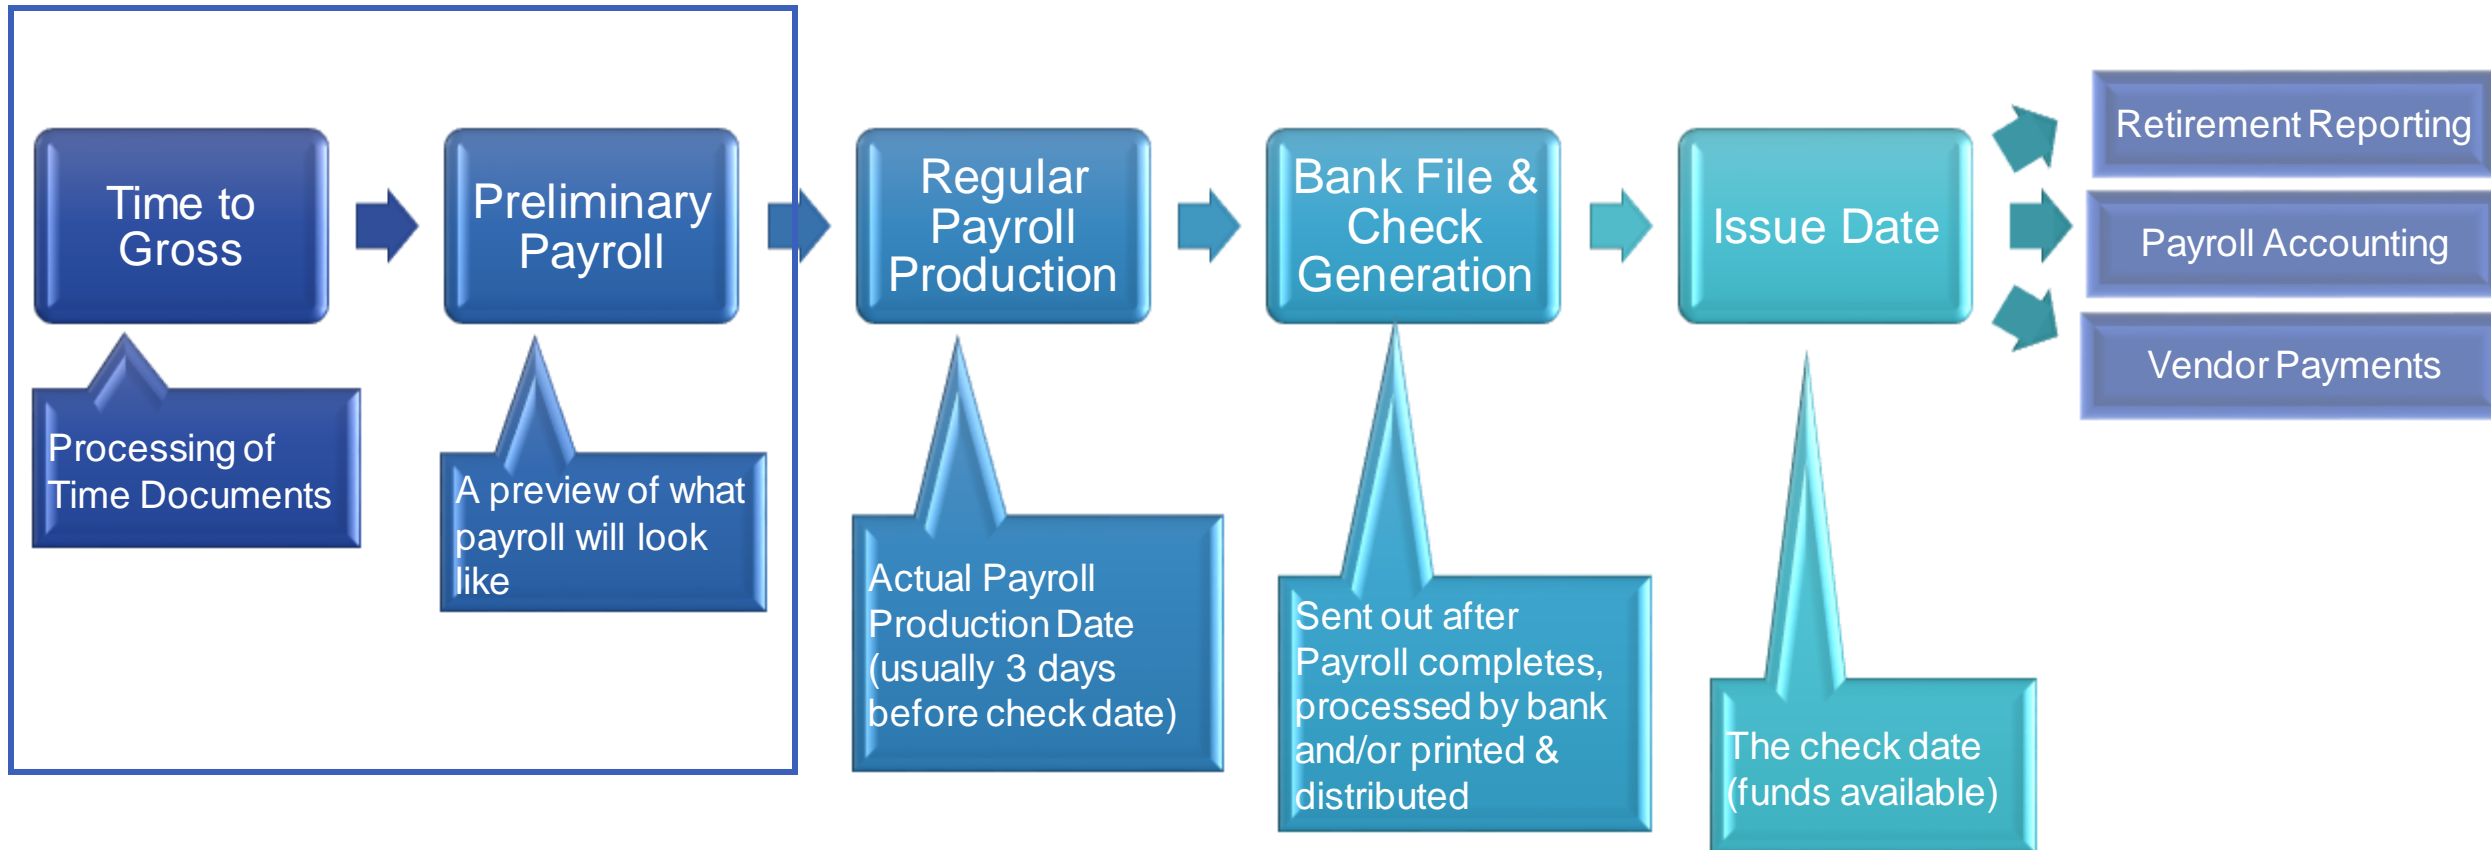 Time to
Gross
Preliminary
Payroll
Regular
Payroll
Production
Bank File &
Check
Generation
Issue Date
Retirement Reporting
Payroll Accounting
Vendor Payments
Processing of
Time Documents
A preview of what
payroll will look
like
Actual Payroll
Production Date
(usually 3 days
before check date)
Sent out after
Payroll completes,
processed by bank
and/or printed &
distributed
The check date
(funds available)